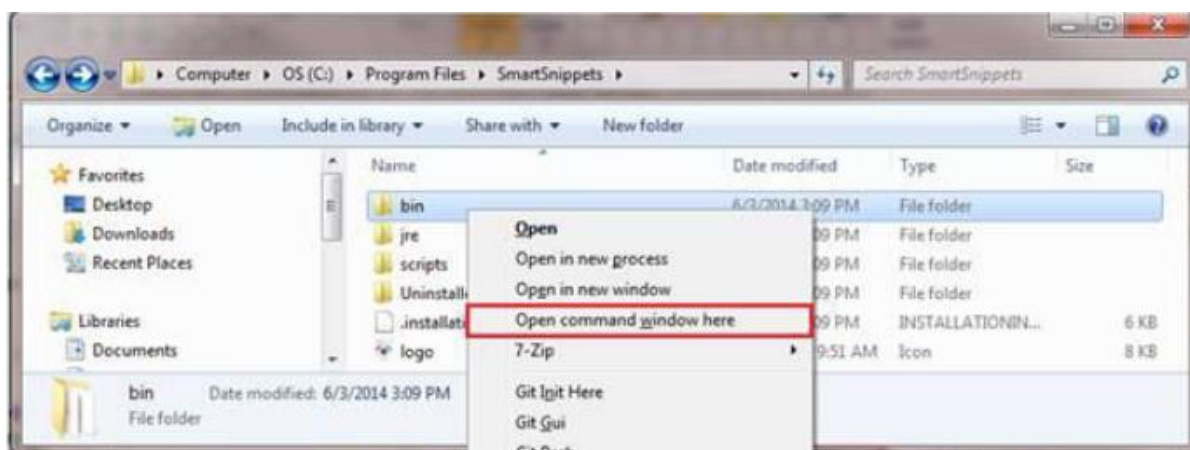 Computer ▸ OS (C:) ▸ Program Files ▸ SmartSnippets ▸ Search SmartSnippets
Organize Open Include in library Share with New folder
Name Date modified Type Size
Favorites
Desktop
Downloads
Recent Places
Libraries
Documents
bin 6/3/2014 3:09 PM File folder
jre 09 PM File folder
scripts 09 PM File folder
Uninstalle 09 PM File folder
.installati 09 PM INSTALLATIONIN... 6 KB
logo 9:51 AM Icon 8 KB
Open
Open in new process
Open in new window
Open command window here
7-Zip
Git Init Here
Git Gui
bin Date modified: 6/3/2014 3:09 PM
File folder